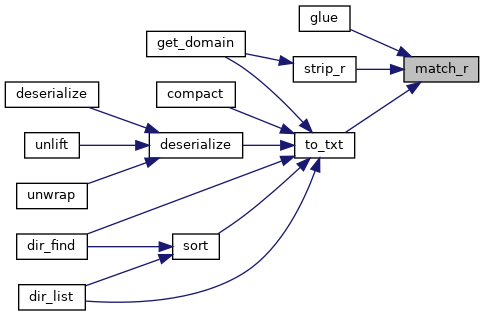 glue
get_domain
strip_r
match_r
deserialize
compact
unlift
deserialize
to_txt
unwrap
dir_find
sort
dir_list